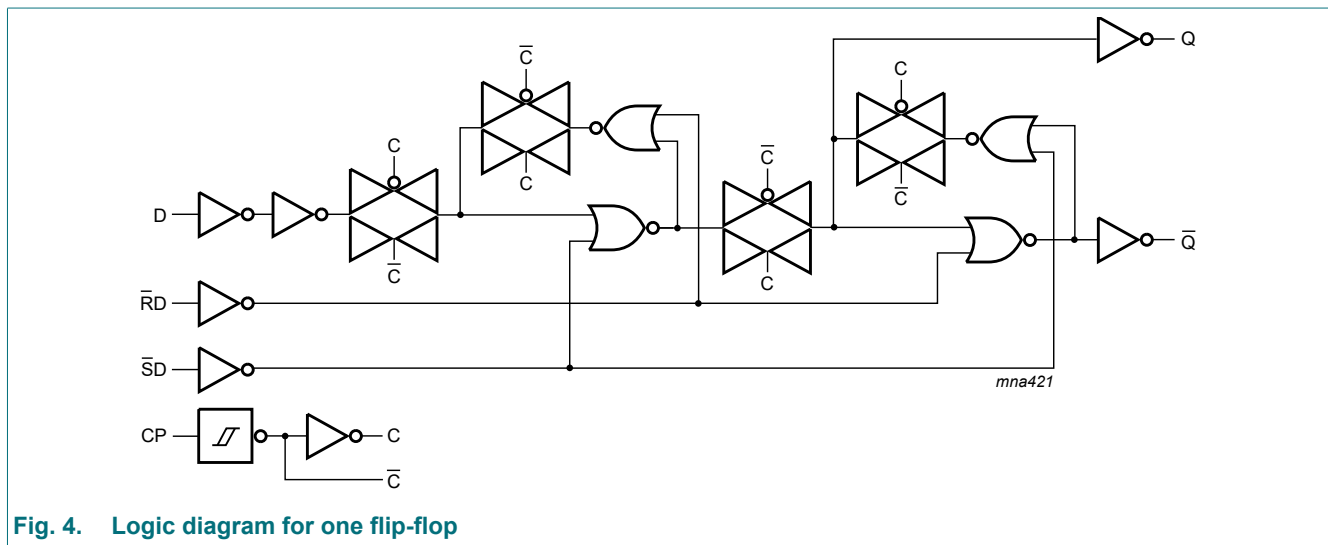 C̅
C
Q
C
C
D
C̅
C̅
C
C̅
Q̅
R̅D
S̅D
mna421
CP
C
C̅
Fig. 4. Logic diagram for one flip-flop